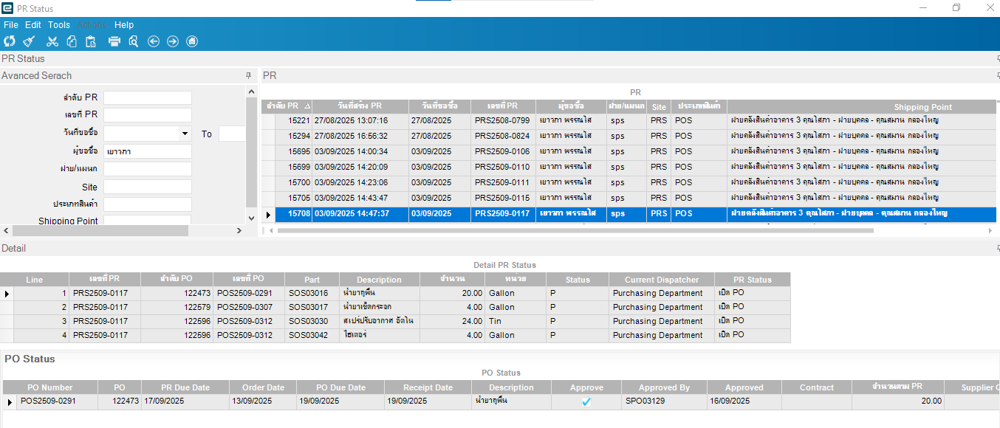 PR Status
File Edit Tools Actions Help
PR Status
Avanced Serach
ลำดับ PR
เลขที่ PR
วันที่ขอซื้อ To
ผู้ขอซื้อ เยาวภา
ฝ่าย/แผนก
Site
ประเภทสินค้า
Shipping Point
PR
PR
ลำดับ PR วันที่สร้าง PR วันที่ขอซื้อ เลขที่ PR ผู้ขอซื้อ ฝ่าย/แผนก Site ประเภทสินค้า Shipping Point
15221 27/08/2025 13:07:16 27/08/2025 PRS2508-0799 เยาวภา พรรณโส sps PRS POS ฝ่ายคลังสินค้าอาคาร 3 คุณโสภา - ฝ่ายบุคคล - คุณสมาน กลองใหญ่
15294 27/08/2025 16:56:32 27/08/2025 PRS2508-0824 เยาวภา พรรณโส sps PRS POS ฝ่ายคลังสินค้าอาคาร 3 คุณโสภา - ฝ่ายบุคคล - คุณสมาน กลองใหญ่
15695 03/09/2025 14:00:34 03/09/2025 PRS2509-0106 เยาวภา พรรณโส sps PRS POS ฝ่ายคลังสินค้าอาคาร 3 คุณโสภา - ฝ่ายบุคคล - คุณสมาน กลองใหญ่
15699 03/09/2025 14:20:09 03/09/2025 PRS2509-0110 เยาวภา พรรณโส sps PRS POS ฝ่ายคลังสินค้าอาคาร 3 คุณโสภา - ฝ่ายบุคคล - คุณสมาน กลองใหญ่
15700 03/09/2025 14:23:06 03/09/2025 PRS2509-0111 เยาวภา พรรณโส sps PRS POS ฝ่ายคลังสินค้าอาคาร 3 คุณโสภา - ฝ่ายบุคคล - คุณสมาน กลองใหญ่
15705 03/09/2025 14:43:47 03/09/2025 PRS2509-0115 เยาวภา พรรณโส sps PRS POS ฝ่ายคลังสินค้าอาคาร 3 คุณโสภา - ฝ่ายบุคคล - คุณสมาน กลองใหญ่
15708 03/09/2025 14:47:37 03/09/2025 PRS2509-0117 เยาวภา พรรณโส sps PRS POS ฝ่ายคลังสินค้าอาคาร 3 คุณโสภา - ฝ่ายบุคคล - คุณสมาน กลองใหญ่
Detail
Detail PR Status
Line เลขที่ PR ลำดับ PO เลขที่ PO Part Description จำนวน หน่วย Status Current Dispatcher PR Status
1 PRS2509-0117 122473 POS2509-0291 SOS03016 น้ำยาถูพื้น 20.00 Gallon P Purchasing Department เปิด PO
2 PRS2509-0117 122579 POS2509-0307 SOS03017 น้ำยาเช็ดกระจก 4.00 Gallon P Purchasing Department เปิด PO
3 PRS2509-0117 122596 POS2509-0312 SOS03030 สเปร์ปรับอากาศ อัตโน 24.00 Tin P Purchasing Department เปิด PO
4 PRS2509-0117 122596 POS2509-0312 SOS03042 ไฮเตอร์ 4.00 Gallon P Purchasing Department เปิด PO
PO Status
PO Status
PO Number PO PR Due Date Order Date PO Due Date Receipt Date Description Approve Approved By Approved Contract จำนวนตาม PR Supplier
POS2509-0291 122473 17/09/2025 13/09/2025 19/09/2025 19/09/2025 น้ำยาถูพื้น SPO03129 16/09/2025 20.00